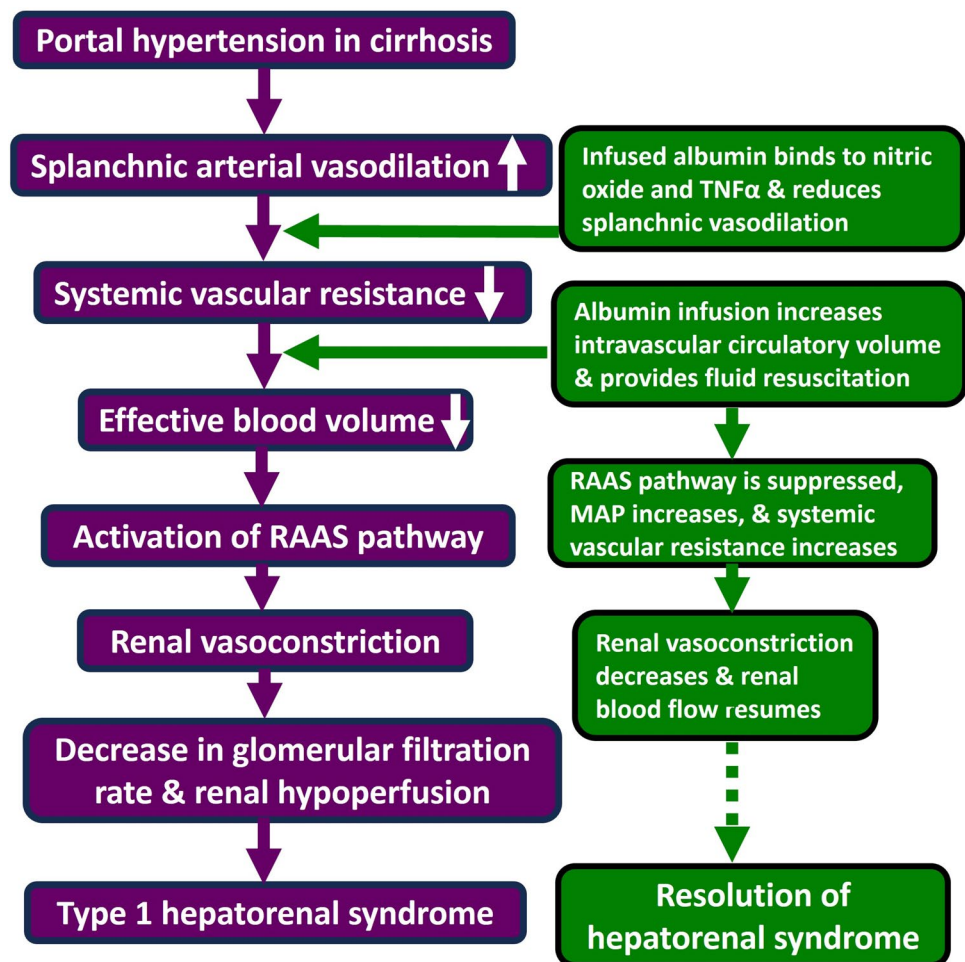 Portal hypertension in cirrhosis
Splanchnic arterial vasodilation
Systemic vascular resistance
Effective blood volume
Activation of RAAS pathway
Renal vasoconstriction
Decrease in glomerular filtration
rate & renal hypoperfusion
Type 1 hepatorenal syndrome
Infused albumin binds to nitric
oxide and TNFα & reduces
splanchnic vasodilation
Albumin infusion increases
intravascular circulatory volume
& provides fluid resuscitation
RAAS pathway is suppressed,
MAP increases, & systemic
vascular resistance increases
Renal vasoconstriction
decreases & renal
blood flow resumes
Resolution of
hepatorenal syndrome